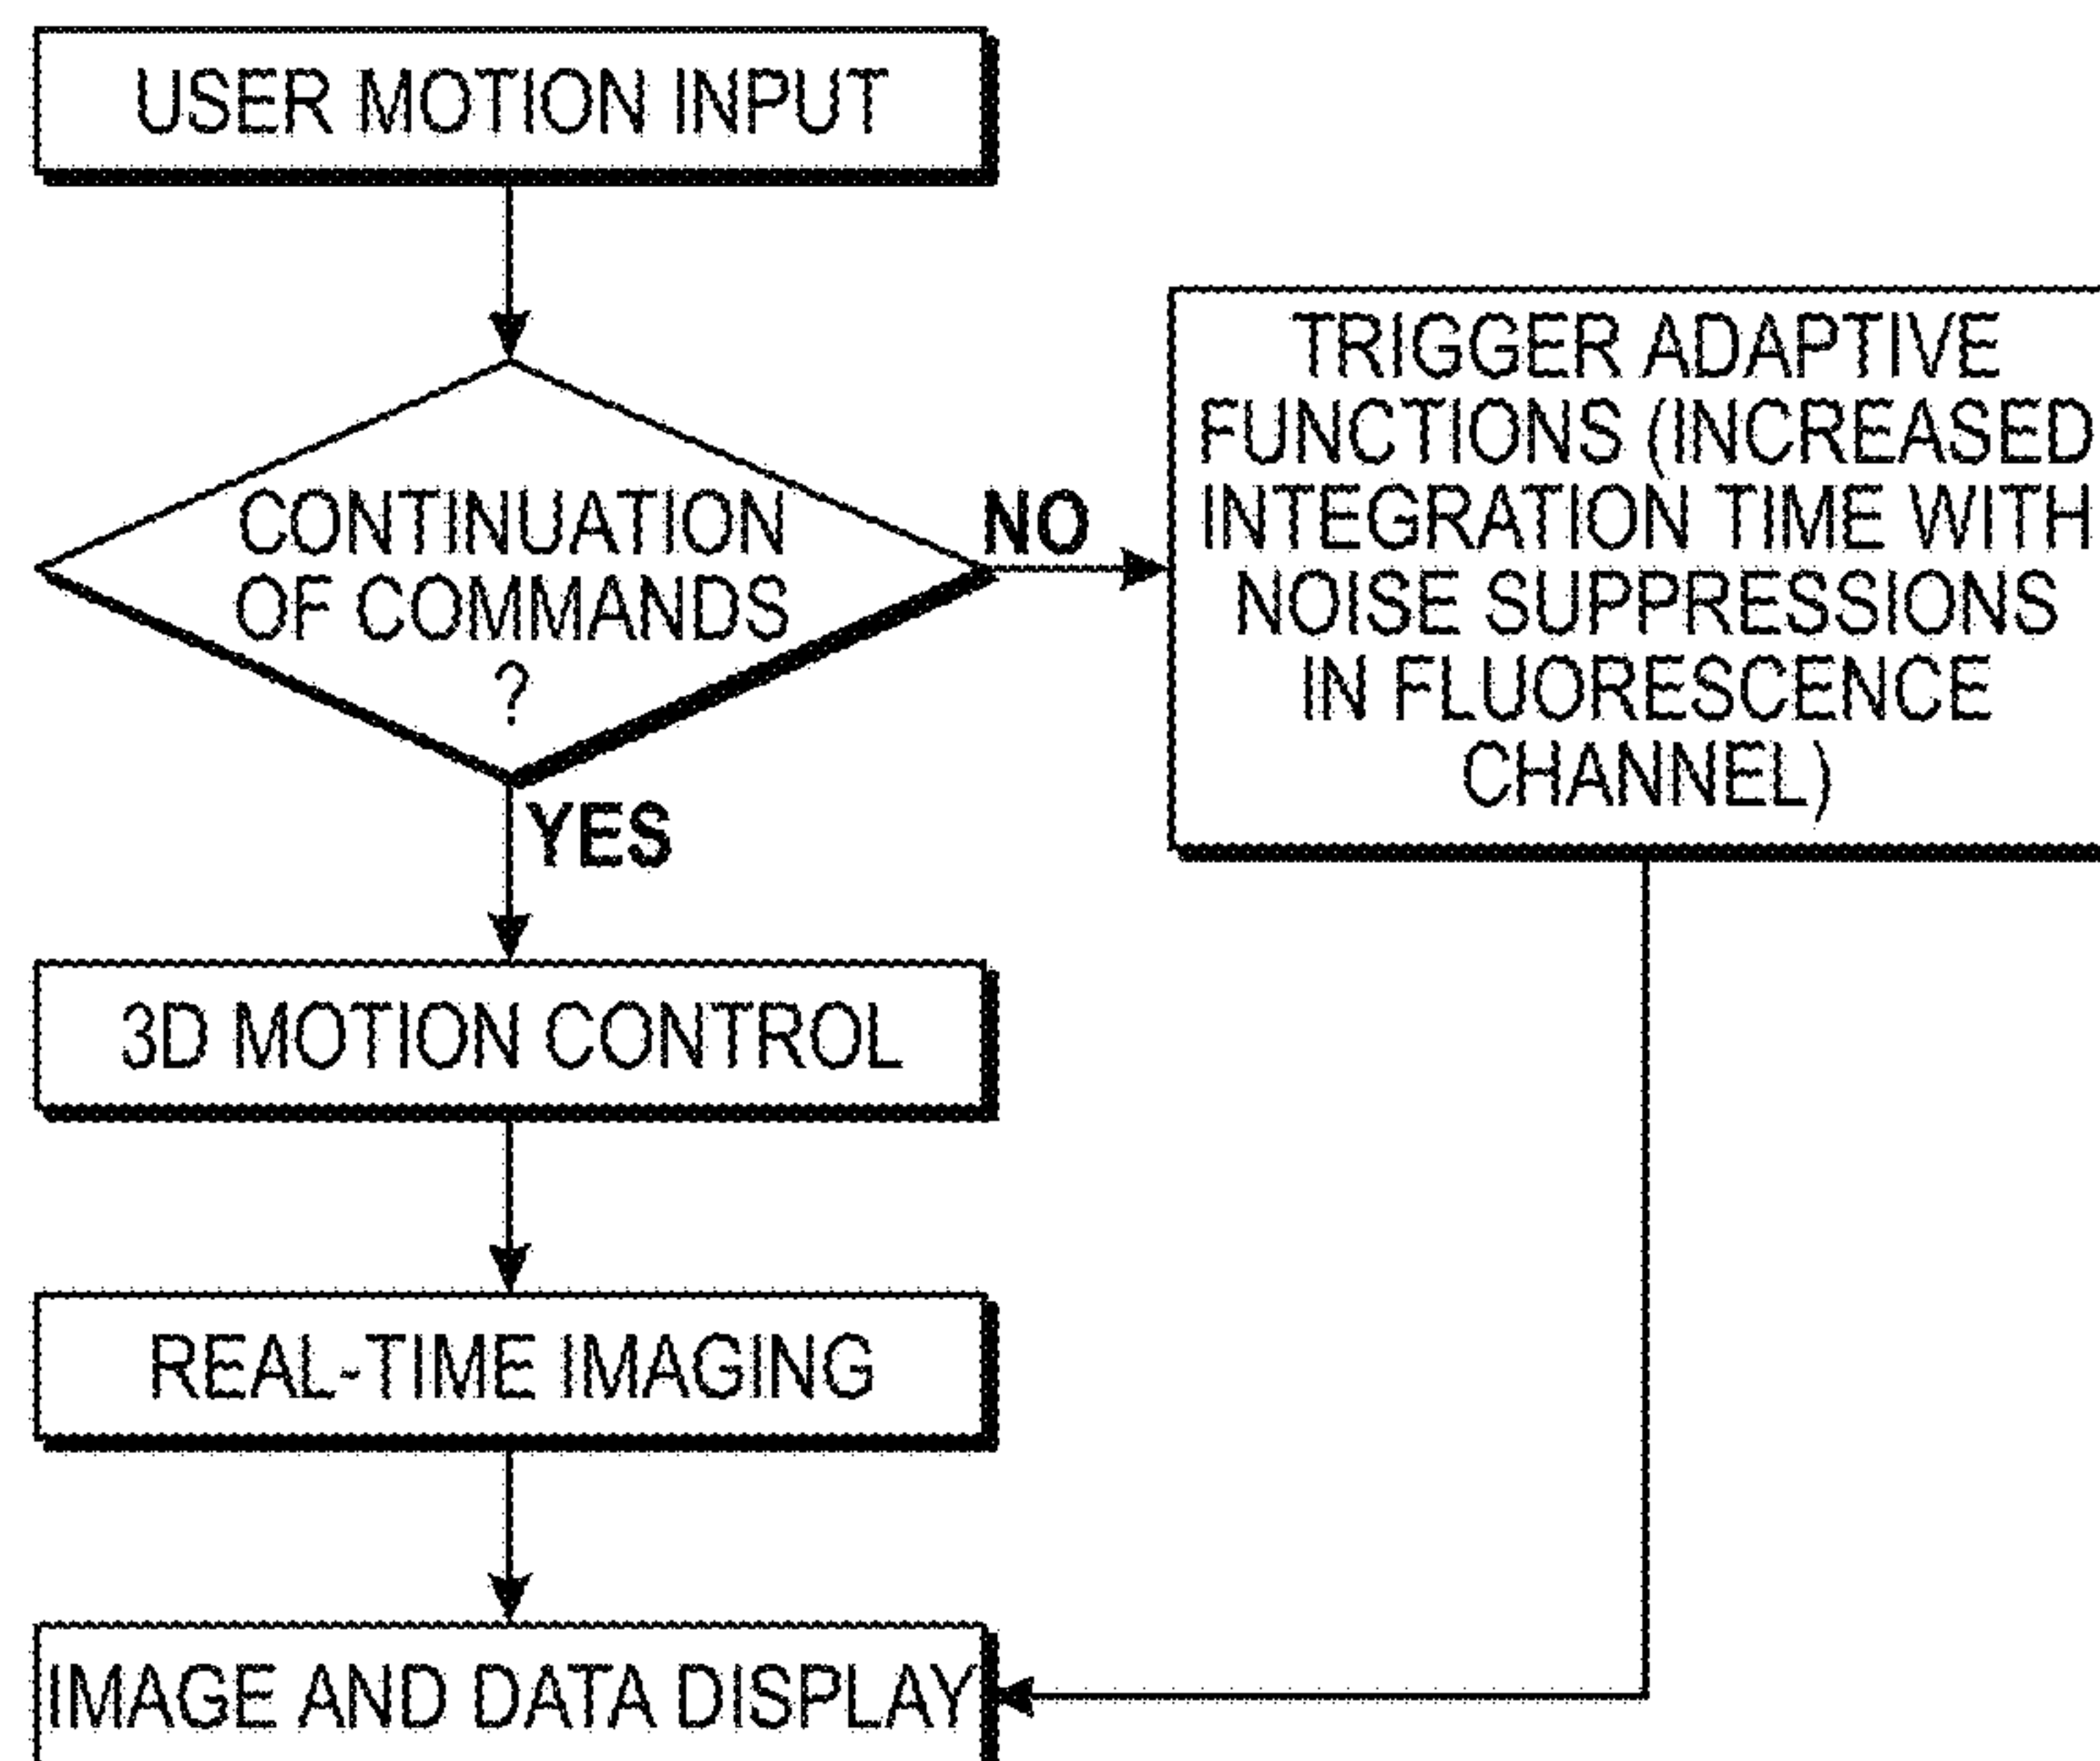 USER MOTION INPUT
CONTINUATION
OF COMMANDS
?
NO
TRIGGER ADAPTIVE
FUNCTIONS (INCREASED
INTEGRATION TIME WITH
NOISE SUPPRESSIONS
IN FLUORESCENCE
CHANNEL)
YES
3D MOTION CONTROL
REAL-TIME IMAGING
IMAGE AND DATA DISPLAY